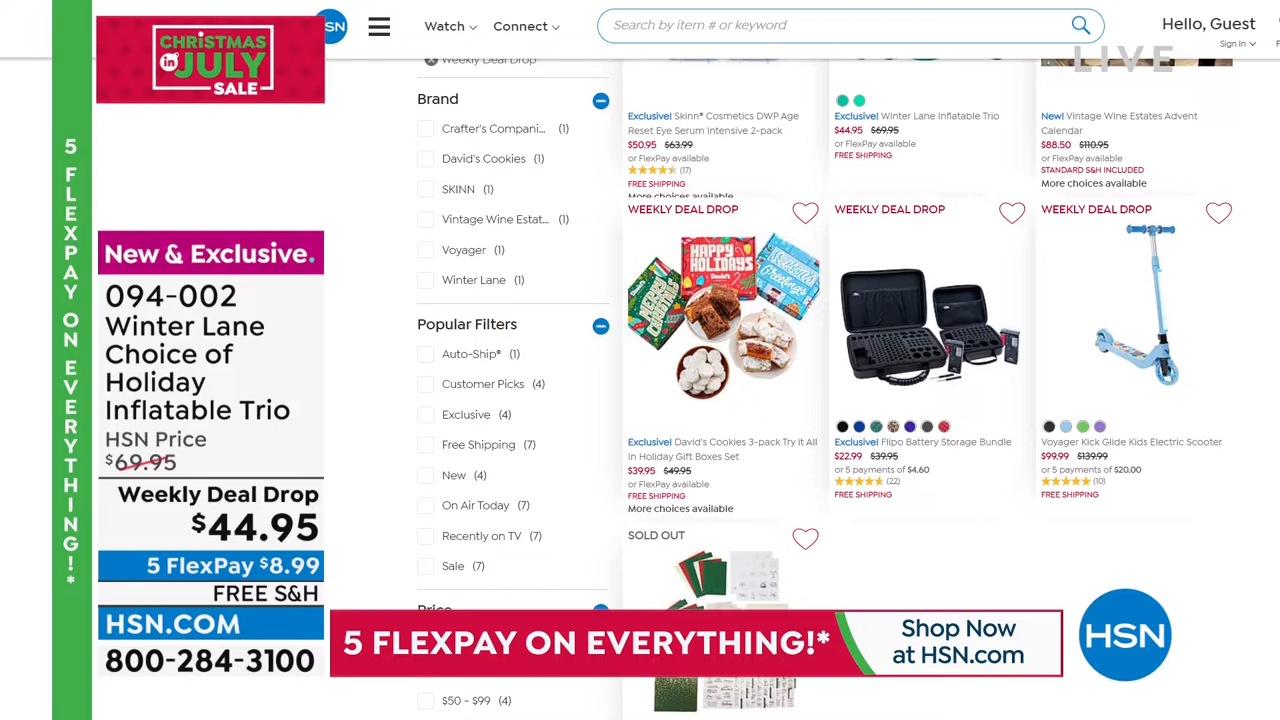 CHRISTMAS
in JULY
SALE
5 FLEXPAY ON EVERYTHING!*
New & Exclusive.
094-002
Winter Lane
Choice of
Holiday
Inflatable Trio
HSN Price
$69.95
Weekly Deal Drop
$44.95
5 FlexPay $8.99
FREE S&H
HSN.COM
800-284-3100
SN
Watch
Connect
Search by item # or keyword
Hello, Guest
Sign In
LIVE
Weekly Deal Drop
Brand
Crafter's Compani... (1)
David's Cookies (1)
SKINN (1)
Vintage Wine Estat... (1)
Voyager (1)
Winter Lane (1)
Popular Filters
Auto-Ship® (1)
Customer Picks (4)
Exclusive (4)
Free Shipping (7)
New (4)
On Air Today (7)
Recently on TV (7)
Sale (7)
Price
$50 - $99 (4)
Exclusive! Skinn® Cosmetics DWP Age
Reset Eye Serum Intensive 2-pack
$50.95 $63.99
or FlexPay available
(17)
FREE SHIPPING
More choices available
Exclusive! Winter Lane Inflatable Trio
$44.95 $69.95
or FlexPay available
FREE SHIPPING
New! Vintage Wine Estates Advent
Calendar
$88.50 $110.95
or FlexPay available
STANDARD S&H INCLUDED
More choices available
WEEKLY DEAL DROP
HAPPY
HOLIDAYS
Season's
Greetings
MERRY
CHRISTMAS
Exclusive! David's Cookies 3-pack Try it All
In Holiday Gift Boxes Set
$39.95 $49.95
or FlexPay available
FREE SHIPPING
More choices available
WEEKLY DEAL DROP
Exclusive! Flipo Battery Storage Bundle
$22.99 $39.95
or 5 payments of $4.60
(22)
FREE SHIPPING
WEEKLY DEAL DROP
Voyager Kick Glide Kids Electric Scooter
$99.99 $139.99
or 5 payments of $20.00
(10)
FREE SHIPPING
SOLD OUT
5 FLEXPAY ON EVERYTHING!*
Shop Now
at HSN.com
HSN